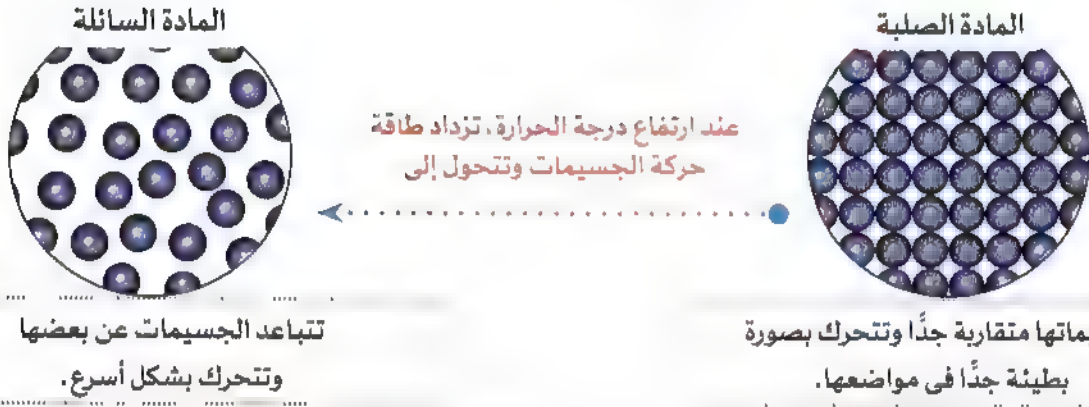 المادة الصلبة
المادة السائلة
عند ارتفاع درجة الحرارة، تزداد طاقة
حركة الجسيمات وتتحول إلى
متقاربة جدًّا وتتحرك بصورة
بطيئة جدًّا فى مواضعها.
تتباعد الجسيمات عن بعضها
وتتحرك بشكل أسرع.